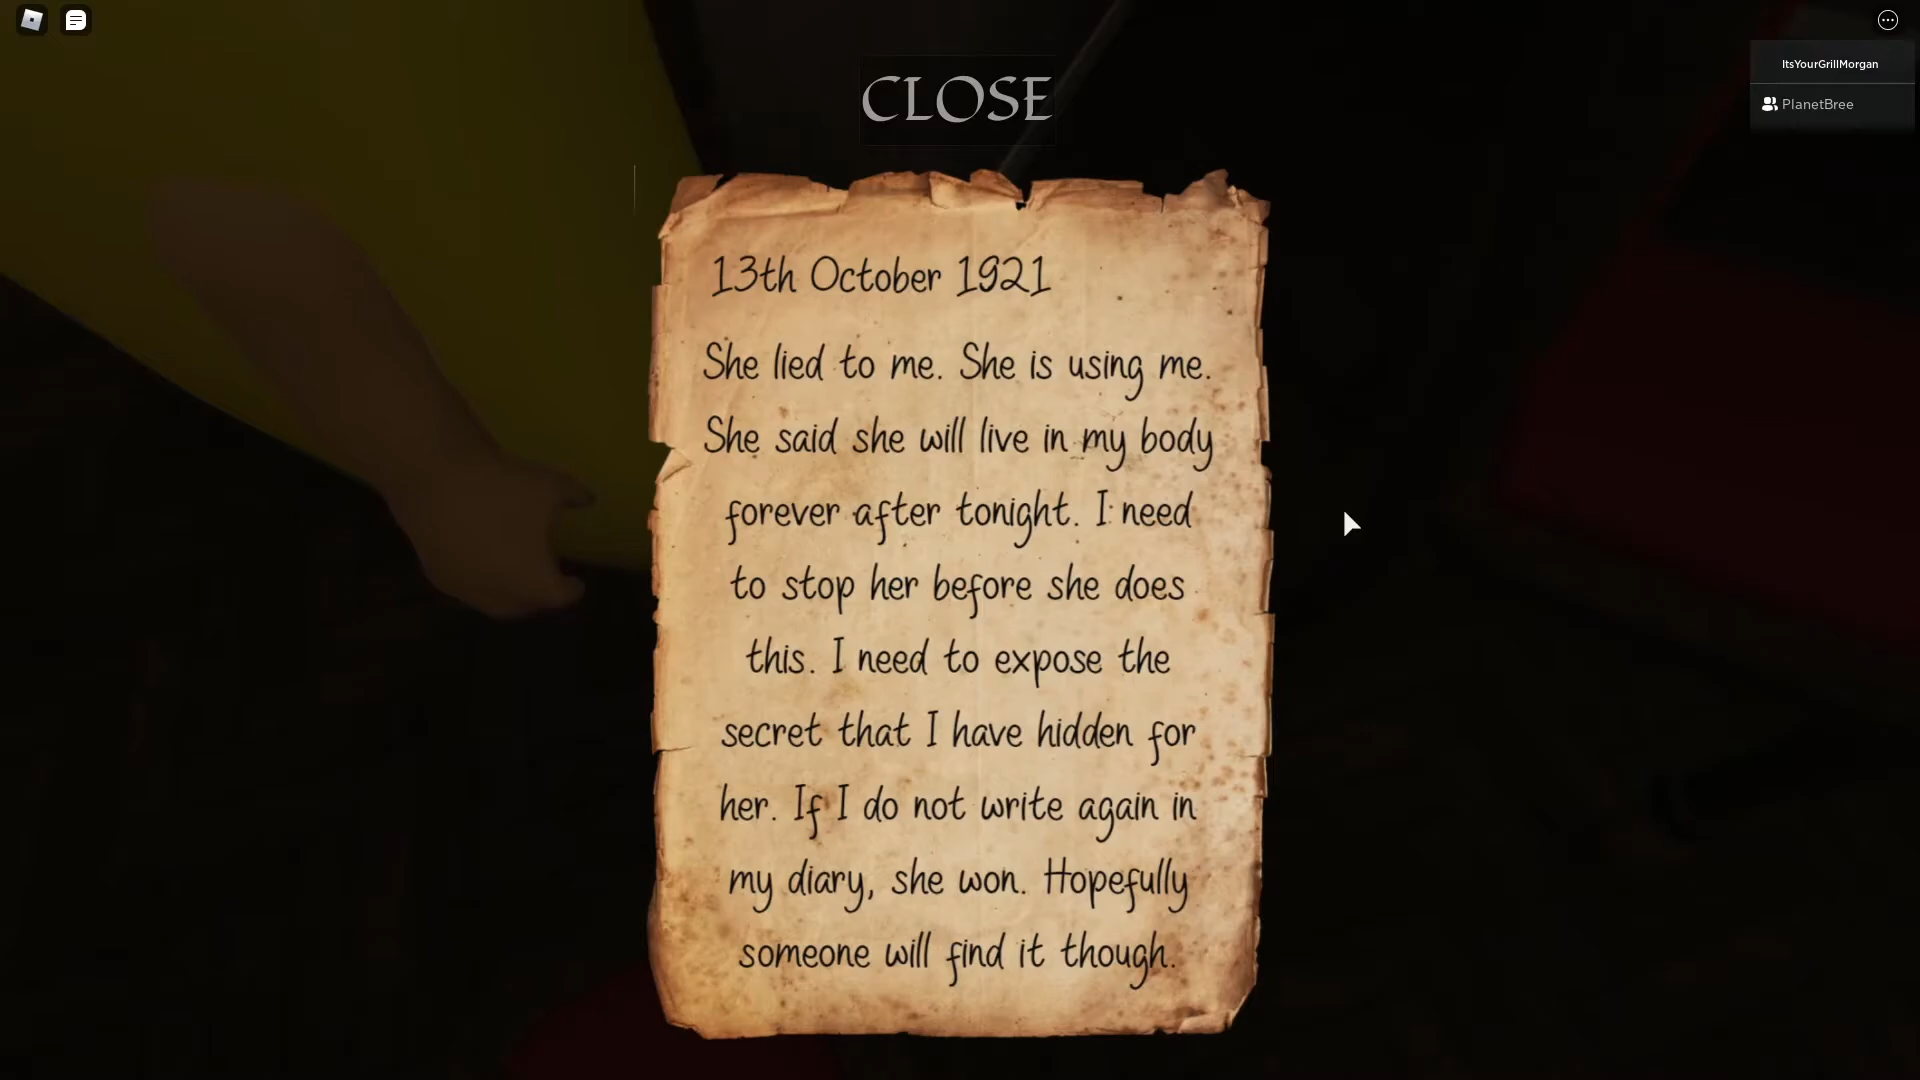 CLOSE
ItsYourGrillMorgan
PlanetBree
13th October 1921
She lied to me. She is using me.
She said she will live in my body
forever after tonight. I need
to stop her before she does
this. I need to expose the
secret that I have hidden for
her. If I do not write again in
my diary, she won. Hopefully
someone will find it though.